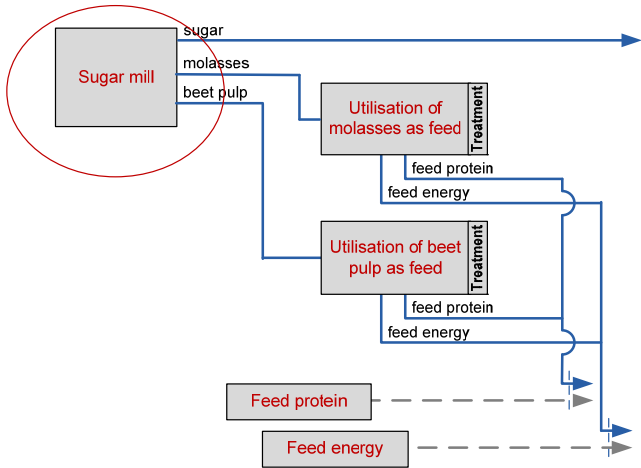 sugar
Sugar mill
molasses
beet pulp
Utilisation of
molasses as feed
Treatment
feed protein
feed energy
Utilisation of beet
pulp as feed
Treatment
feed protein
feed energy
Feed protein
Feed energy